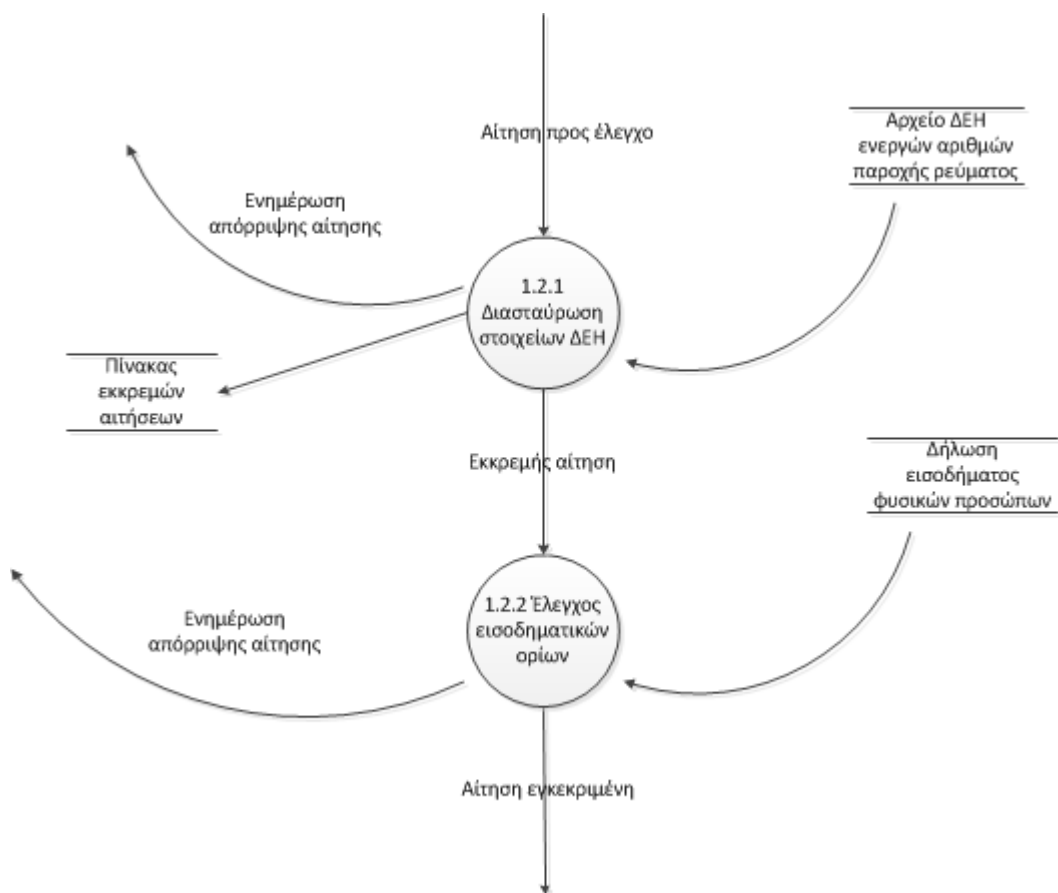 Αίτηση προς έλεγχο
Αρχείο ΔΕΗ
ενεργών αριθμών
παροχής ρεύματος
Ενημέρωση
απόρριψης αίτησης
1.2.1
Διασταύρωση
στοιχείων ΔΕΗ
Πίνακας
εκκρεμών
αιτήσεων
Εκκρεμής αίτηση
Δήλωση
εισοδήματος
φυσικών προσώπων
Ενημέρωση
απόρριψης αίτησης
1.2.2 Έλεγχος
εισοδηματικών
ορίων
Αίτηση εγκεκριμένη